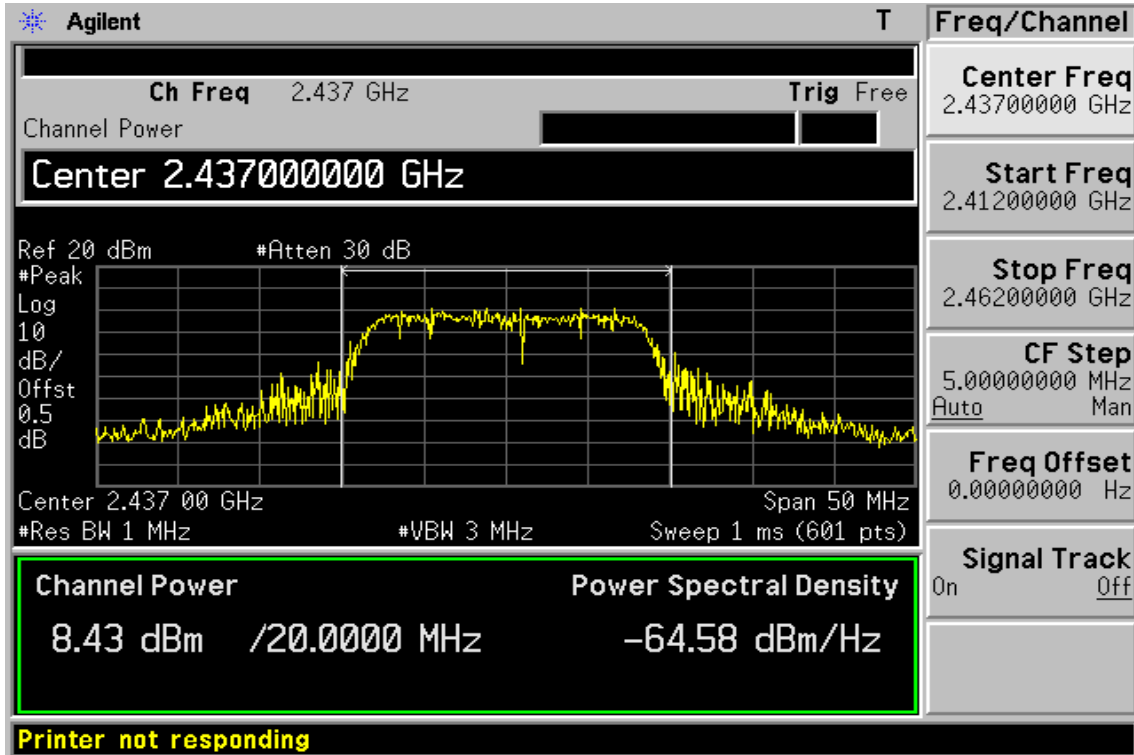 Agilent T
Freq/Channel
Ch Freq 2.437 GHz Trig Free
Channel Power
Center 2.437000000 GHz
Ref 20 dBm #Atten 30 dB
#Peak
Log
10
dB/
Offst
0.5
dB
Center 2.437 00 GHz Span 50 MHz
#Res BW 1 MHz #VBW 3 MHz Sweep 1 ms (601 pts)
Channel Power Power Spectral Density
8.43 dBm /20.0000 MHz -64.58 dBm/Hz
Printer not responding
Center Freq
2.43700000 GHz
Start Freq
2.41200000 GHz
Stop Freq
2.46200000 GHz
CF Step
5.00000000 MHz
Auto Man
Freq Offset
0.00000000 Hz
Signal Track
On Off